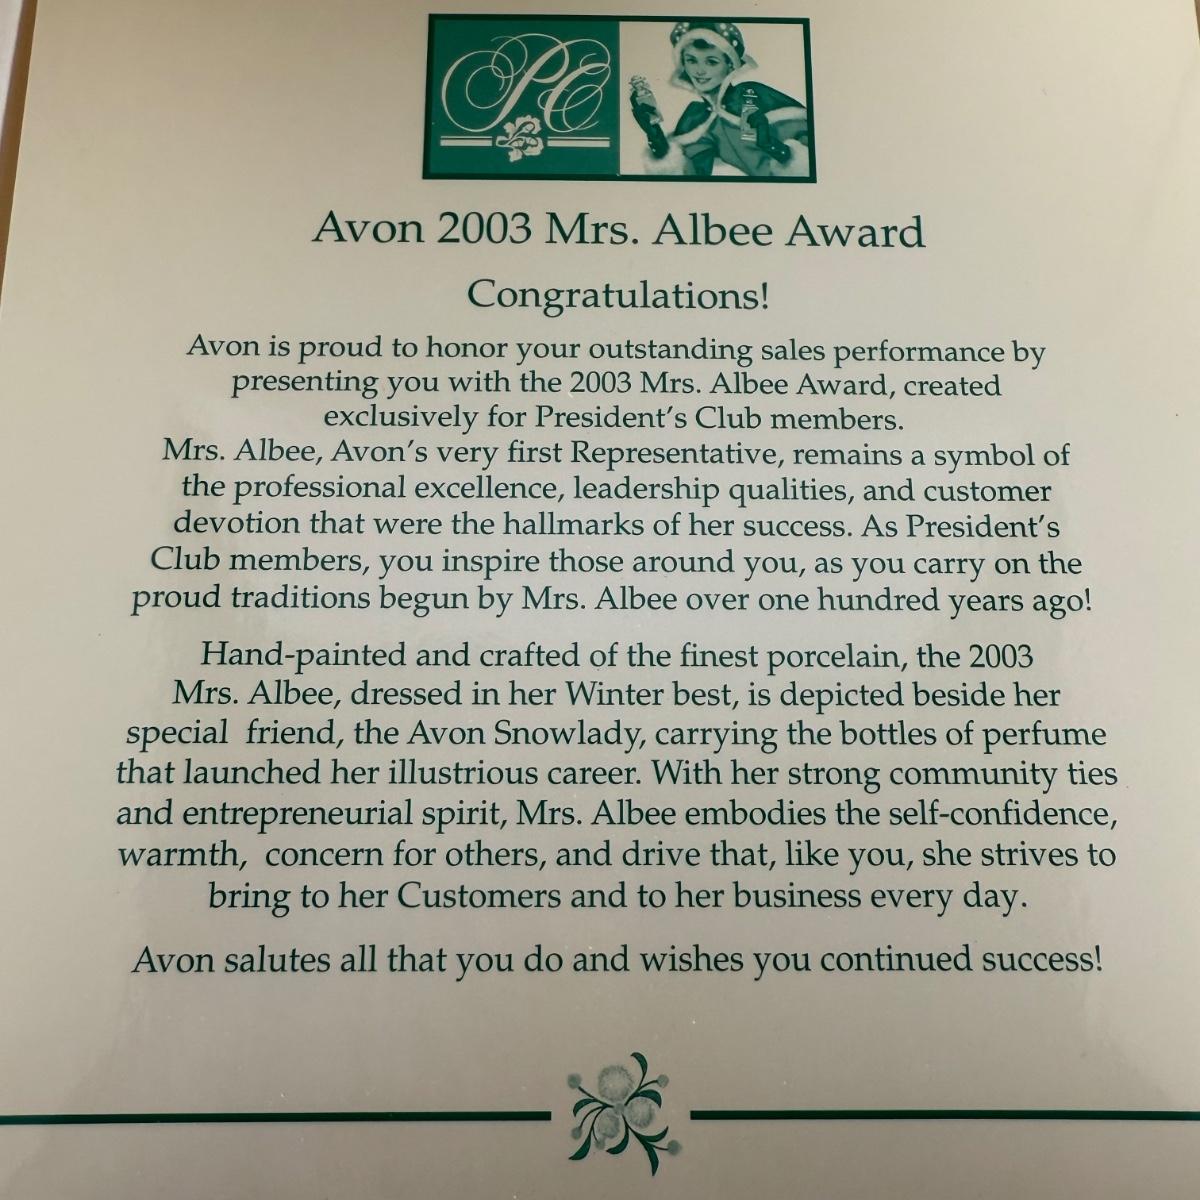 PC
Avon 2003 Mrs. Albee Award
Congratulations!
Avon is proud to honor your outstanding sales performance by
presenting you with the 2003 Mrs. Albee Award, created
exclusively for President's Club members.
Mrs. Albee, Avon's very first Representative, remains a symbol of
the professional excellence, leadership qualities, and customer
devotion that were the hallmarks of her success. As President's
Club members, you inspire those around you, as you carry on the
proud traditions begun by Mrs. Albee over one hundred years ago!
Hand-painted and crafted of the finest porcelain, the 2003
Mrs. Albee, dressed in her Winter best, is depicted beside her
special friend, the Avon Snowlady, carrying the bottles of perfume
that launched her illustrious career. With her strong community ties
and entrepreneurial spirit, Mrs. Albee embodies the self-confidence,
warmth, concern for others, and drive that, like you, she strives to
bring to her Customers and to her business every day.
Avon salutes all that you do and wishes you continued success!